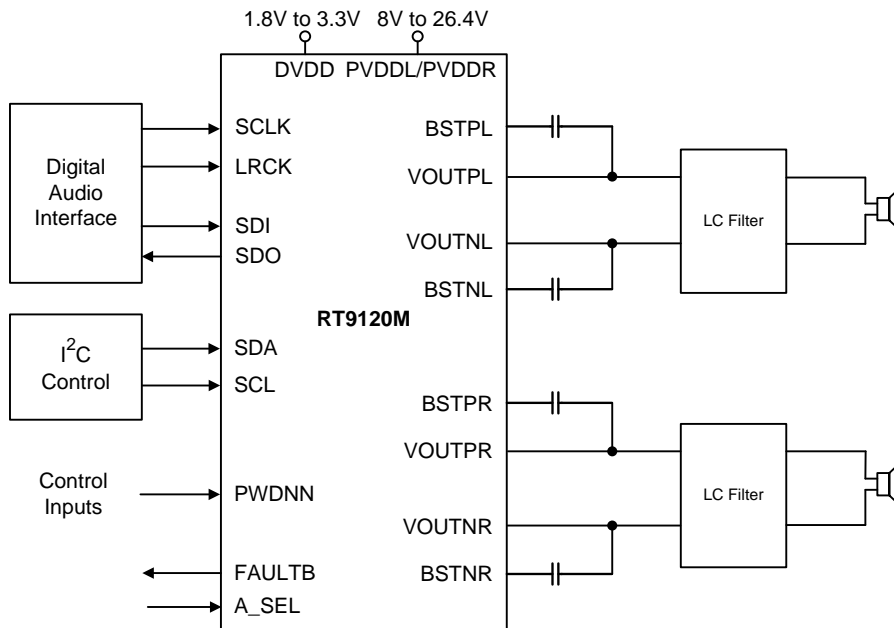 1.8V to 3.3V
8V to 26.4V
DVDD
PVDDL/PVDDR
Digital
Audio
Interface
SCLK
LRCK
SDI
SDO
I²C
Control
SDA
SCL
Control
Inputs
PWDNN
FAULTB
A_SEL
RT9120M
BSTPL
VOUTPL
VOUTNL
BSTNL
BSTPR
VOUTPR
VOUTNR
BSTNR
LC Filter
LC Filter